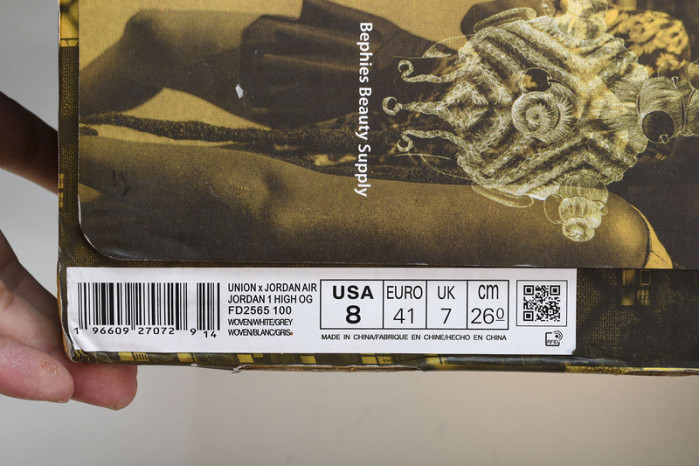 Bephies Beauty Supply
UNION x JORDAN AIR
JORDAN 1 HIGH OG
FD2565 100
WOVEN/WHITE/GREY
WOVEN/BLANC/GRIS
USA EURO UK cm
8 41 7 260
MADE IN CHINA/FABRIQUE EN CHINE/HECHO EN CHINA
1 96609 27072 9 14
RFID